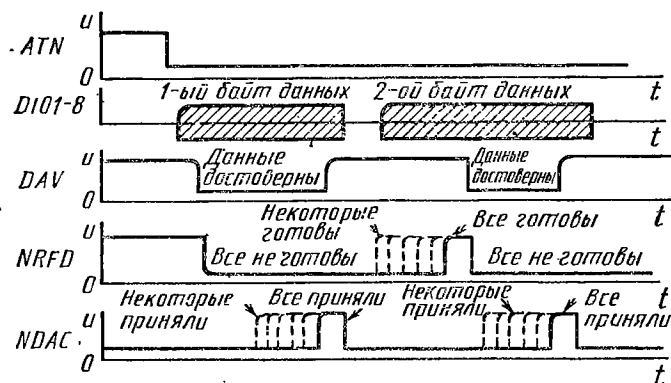 u
ATN
0
t
1-ый байт данных
2-ой байт данных
DI01-8
t
u
Данные достоверны
Данные достоверны
DAV
0
t
Некоторые готовы
Все готовы
u
NRFD
Все не готовы
Все не готовы
0
t
Некоторые приняли
Все приняли
Некоторые приняли
Все приняли
u
NDAC
0
t